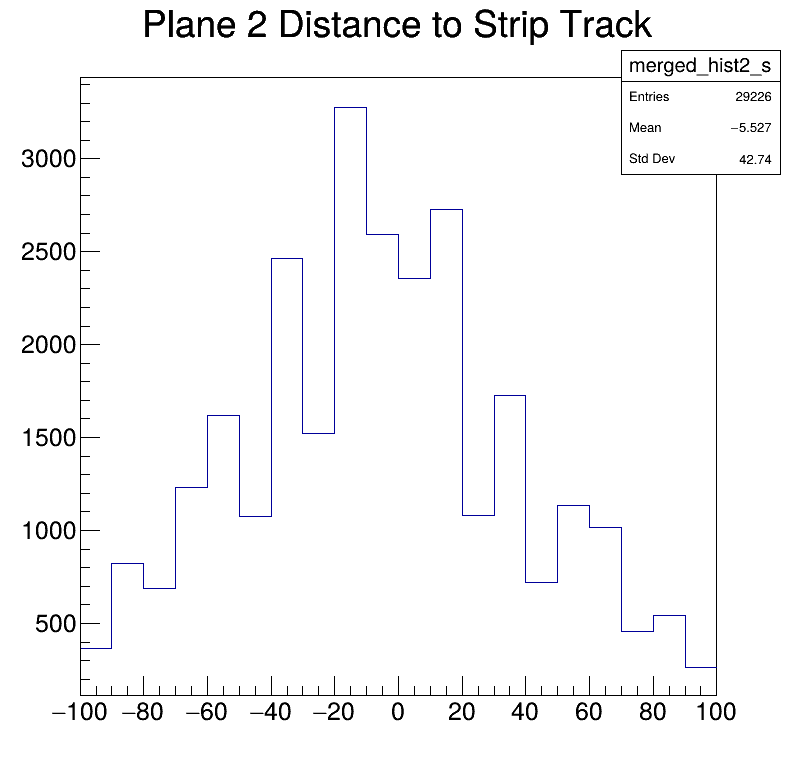 Plane 2 Distance to Strip Track
merged_hist2_s
Entries 29226
Mean −5.527
Std Dev 42.74
3000
2500
2000
1500
1000
500
−100 −80 −60 −40 −20 0 20 40 60 80 100